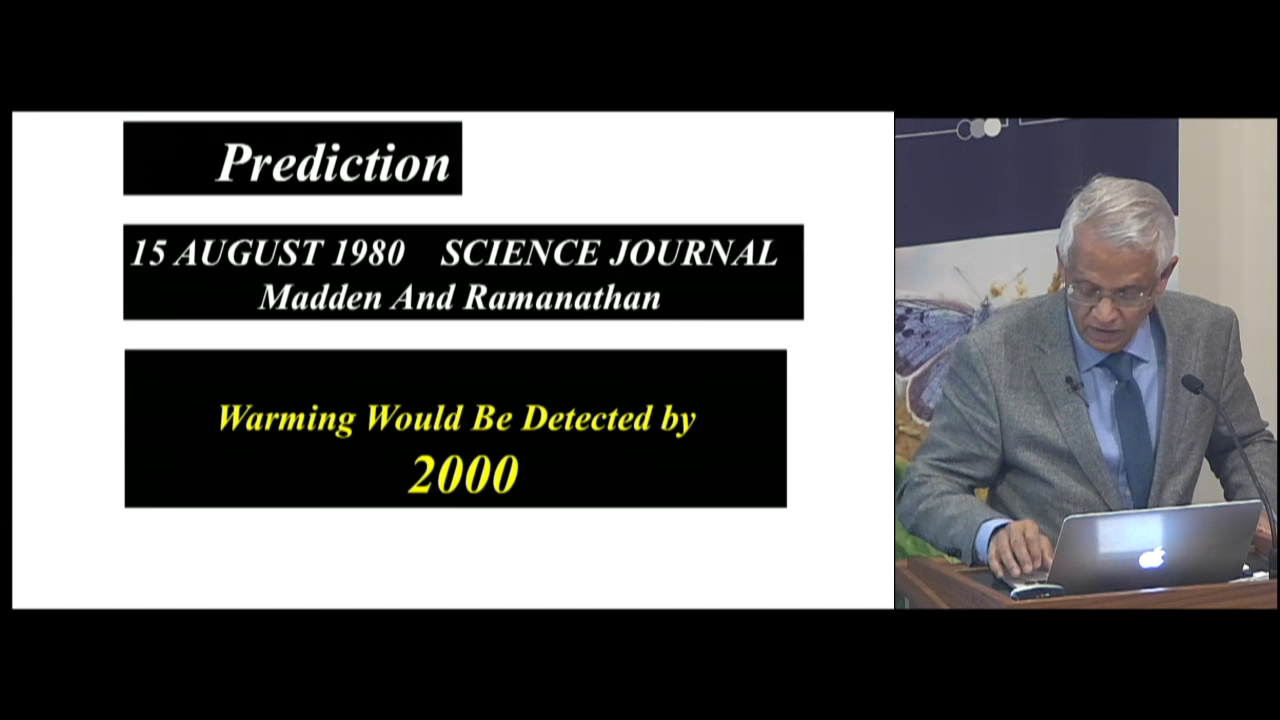 Prediction
15 AUGUST 1980 SCIENCE JOURNAL
Madden And Ramanathan
Warming Would Be Detected by
2000